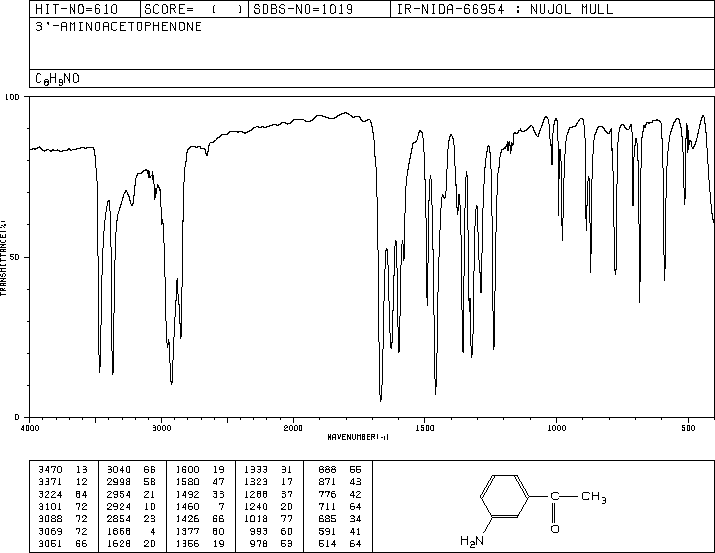 HIT-NO=610 SCORE= ( ) SDBS-NO=1019 IR-NIDA-66954 : NUJOL MULL
3'-AMINOACETOPHENONE
C8H9NO
100
50
0
TRANSMITTANCE(%)
4000 3000 2000 1500 1000 500
WAVENUMBER(-1)
3470 13 3040 66 1600 19 1333 31 888 55
3371 12 2998 58 1580 47 1323 17 871 43
3224 64 2954 21 1492 33 1288 37 776 42
3101 72 2924 10 1460 7 1240 20 711 64
3088 72 2854 23 1426 66 1018 77 685 34
3069 72 1668 4 1377 60 993 60 591 41
3051 66 1628 20 1356 19 978 53 514 64
C CH3
O
H2N